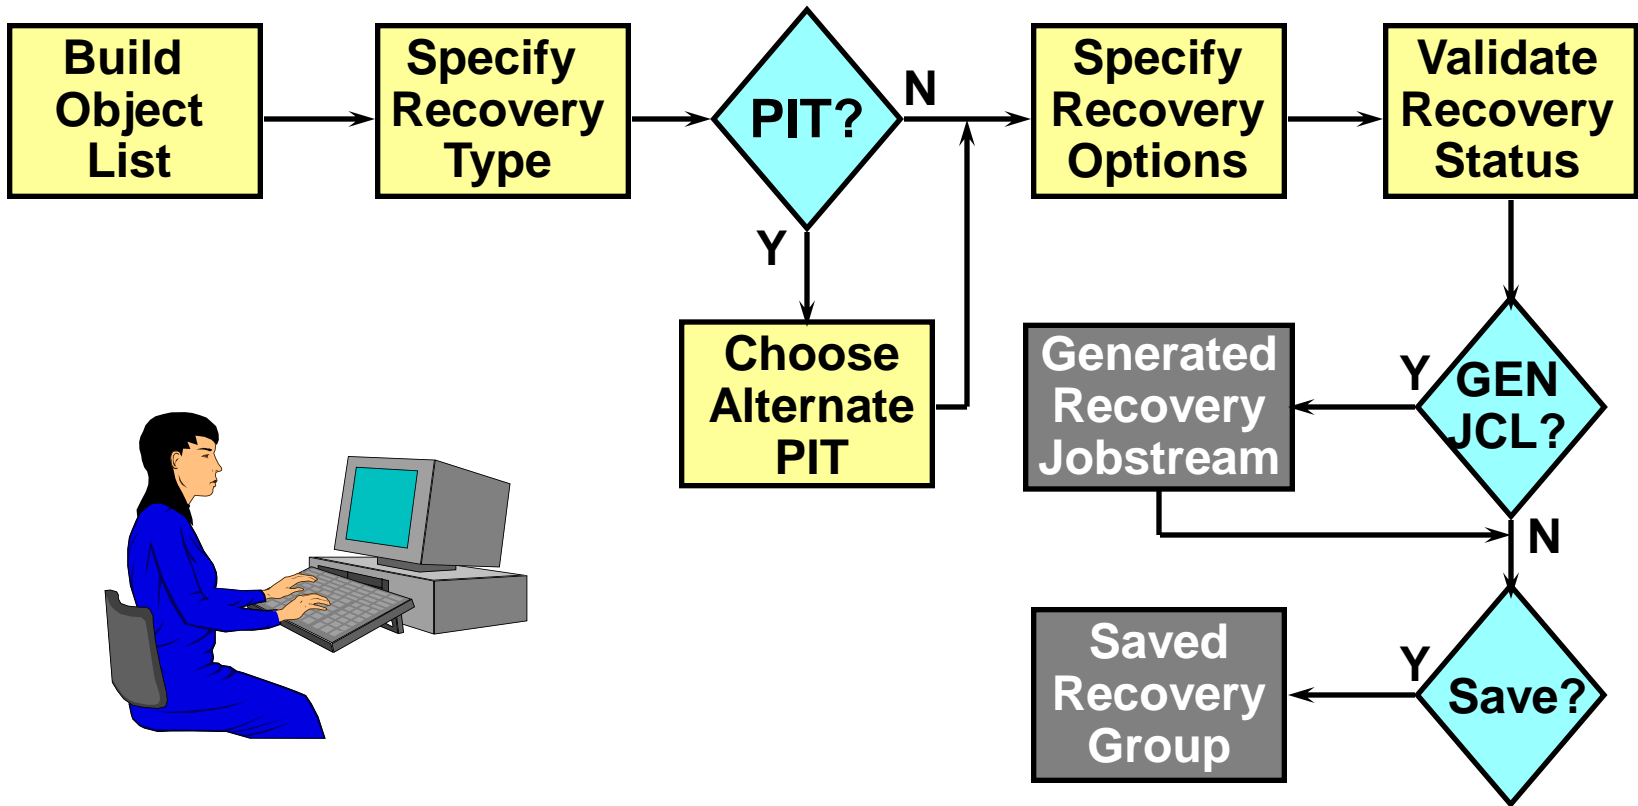 Build
Object
List
Specify
Recovery
Type
PIT?
N
Y
Choose
Alternate
PIT
Specify
Recovery
Options
Validate
Recovery
Status
GEN
JCL?
Y
N
Generated
Recovery
Jobstream
Save?
Y
Saved
Recovery
Group